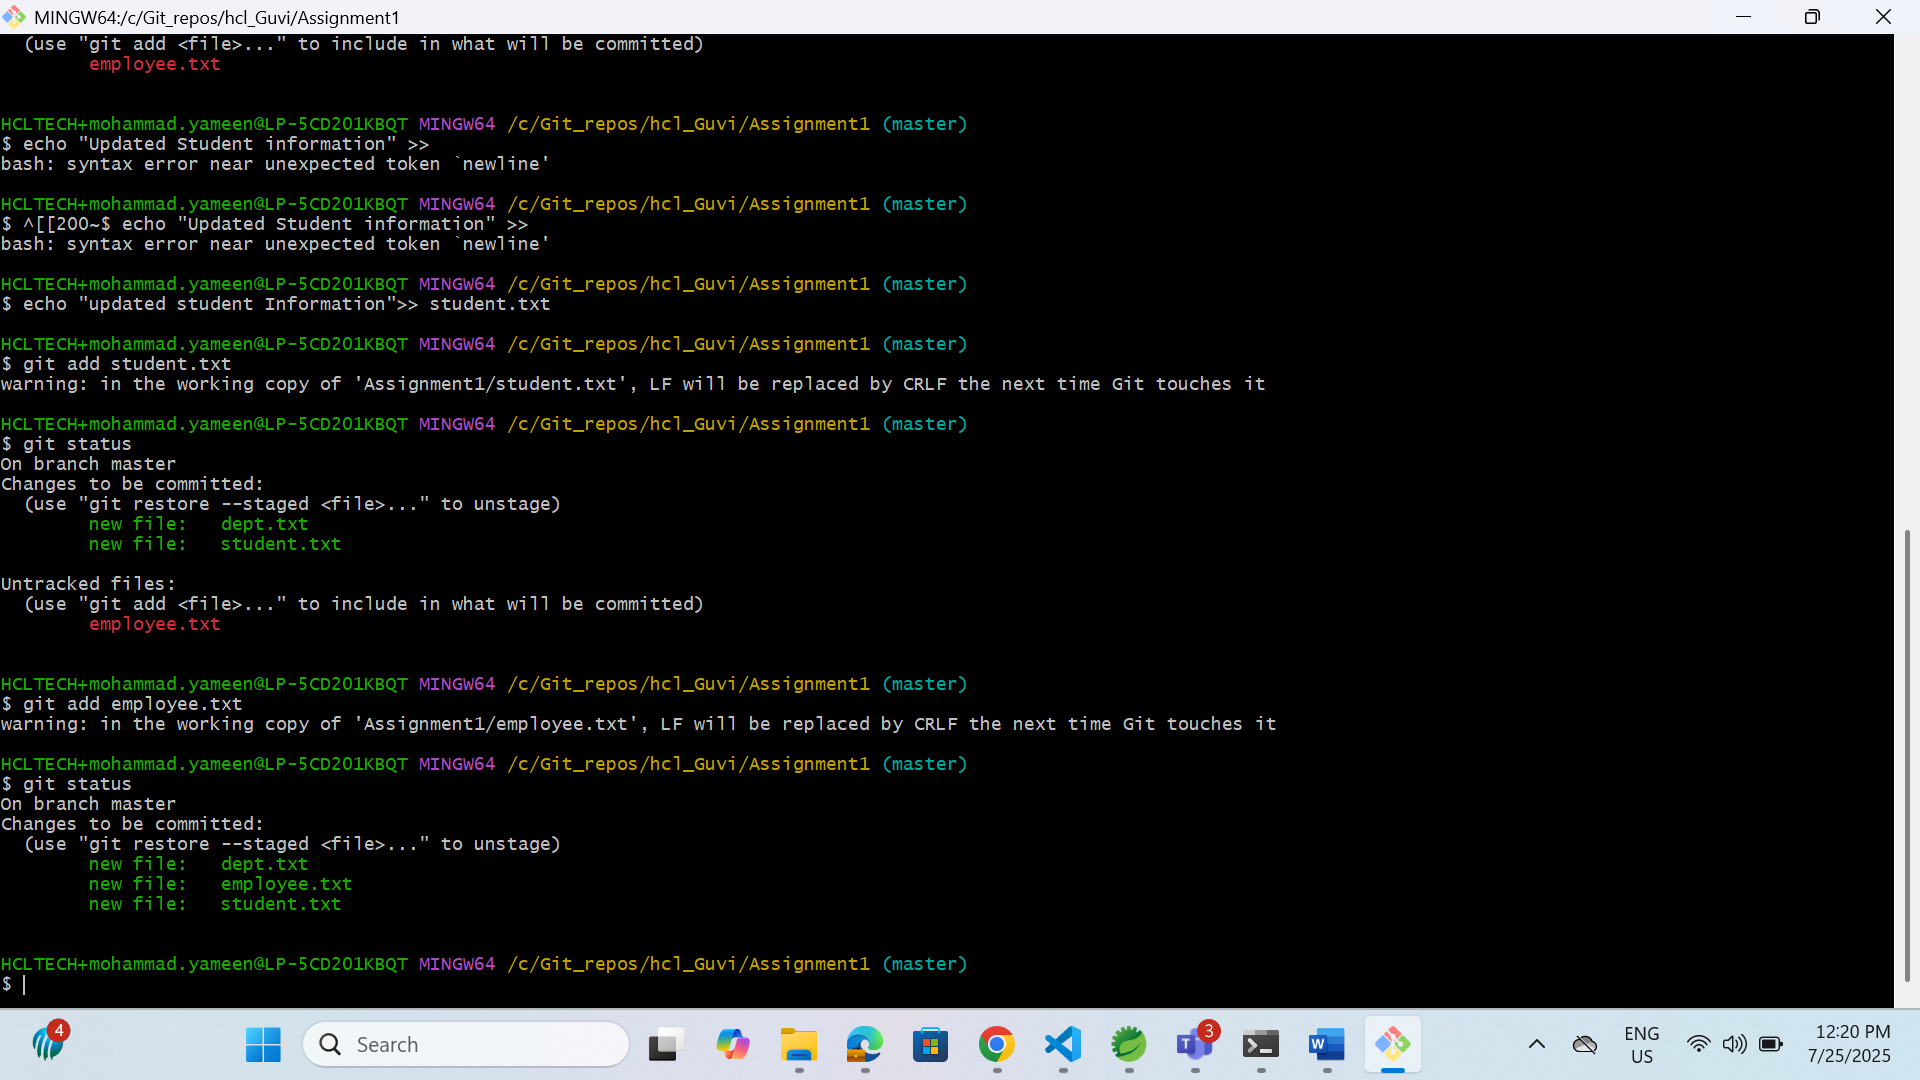 MINGW64:/c/Git_repos/hcl_Guvi/Assignment1
(use "git add <file>..." to include in what will be committed)
employee.txt
HCLTECH+mohammad.yameen@LP-5CD201KBQT MINGW64 /c/Git_repos/hcl_Guvi/Assignment1 (master)
$ echo "Updated Student information" >>
bash: syntax error near unexpected token `newline'
HCLTECH+mohammad.yameen@LP-5CD201KBQT MINGW64 /c/Git_repos/hcl_Guvi/Assignment1 (master)
$ ^[[200~$ echo "Updated Student information" >>
bash: syntax error near unexpected token `newline'
HCLTECH+mohammad.yameen@LP-5CD201KBQT MINGW64 /c/Git_repos/hcl_Guvi/Assignment1 (master)
$ echo "updated student Information">> student.txt
HCLTECH+mohammad.yameen@LP-5CD201KBQT MINGW64 /c/Git_repos/hcl_Guvi/Assignment1 (master)
$ git add student.txt
warning: in the working copy of 'Assignment1/student.txt', LF will be replaced by CRLF the next time Git touches it
HCLTECH+mohammad.yameen@LP-5CD201KBQT MINGW64 /c/Git_repos/hcl_Guvi/Assignment1 (master)
$ git status
On branch master
Changes to be committed:
(use "git restore --staged <file>..." to unstage)
new file:   dept.txt
new file:   student.txt
Untracked files:
(use "git add <file>..." to include in what will be committed)
employee.txt
HCLTECH+mohammad.yameen@LP-5CD201KBQT MINGW64 /c/Git_repos/hcl_Guvi/Assignment1 (master)
$ git add employee.txt
warning: in the working copy of 'Assignment1/employee.txt', LF will be replaced by CRLF the next time Git touches it
HCLTECH+mohammad.yameen@LP-5CD201KBQT MINGW64 /c/Git_repos/hcl_Guvi/Assignment1 (master)
$ git status
On branch master
Changes to be committed:
(use "git restore --staged <file>..." to unstage)
new file:   dept.txt
new file:   employee.txt
new file:   student.txt
HCLTECH+mohammad.yameen@LP-5CD201KBQT MINGW64 /c/Git_repos/hcl_Guvi/Assignment1 (master)
$
4
Search
T
3
W
ENG
US
12:20 PM
7/25/2025